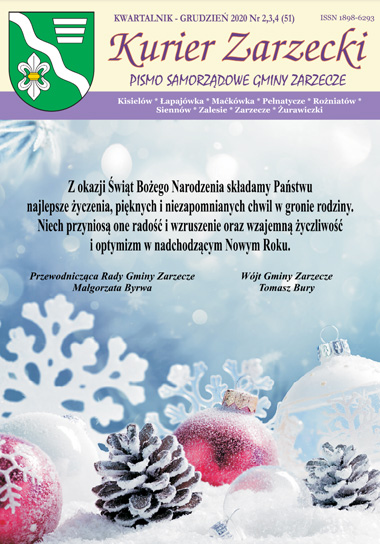 KWARTALNIK - GRUDZIEŃ 2020 Nr 2,3,4 (51)
ISSN 1898-6293
Kurier Zarzecki
PISMO SAMORZĄDOWE GMINY ZARZECZE
Kisielów * Łapajówka * Maćkówka * Pełnatycze * Rożniatów *
Siennów * Zalesie * Zarzecze * Żurawiczki
Z okazji Świąt Bożego Narodzenia składamy Państwu
najlepsze życzenia, pięknych i niezapomnianych chwil w gronie rodziny.
Niech przyniosą one radość i wzruszenie oraz wzajemną życzliwość
i optymizm w nadchodzącym Nowym Roku.
Przewodnicząca Rady Gminy Zarzecze
Małgorzata Byrwa
Wójt Gminy Zarzecze
Tomasz Bury